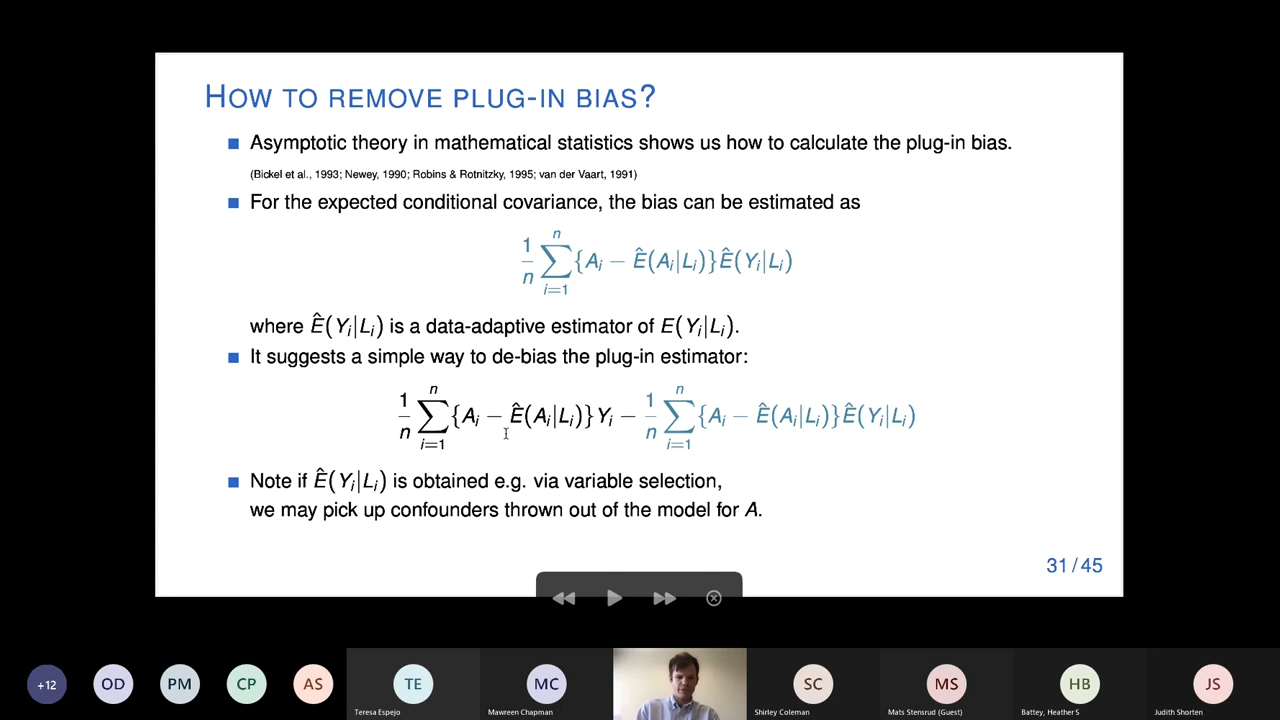 HOW TO REMOVE PLUG-IN BIAS?
Asymptotic theory in mathematical statistics shows us how to calculate the plug-in bias.
(Bickel et al., 1993; Newey, 1990; Robins & Rotnitzky, 1995; van der Vaart, 1991)
For the expected conditional covariance, the bias can be estimated as
1/n ∑_{i=1}^{n} {A_i − Ê(A_i|L_i)}Ê(Y_i|L_i)
where Ê(Y_i|L_i) is a data-adaptive estimator of E(Y_i|L_i).
It suggests a simple way to de-bias the plug-in estimator:
1/n ∑_{i=1}^{n} {A_i − Ê(A_i|L_i)} Y_i − 1/n ∑_{i=1}^{n} {A_i − Ê(A_i|L_i)}Ê(Y_i|L_i)
Note if Ê(Y_i|L_i) is obtained e.g. via variable selection,
we may pick up confounders thrown out of the model for A.
31/45
+12 OD PM CP AS TE MC SC MS HB JS
Teresa Espejo Mawreen Chapman Shirley Coleman Mats Stensrud (Guest) Battey, Heather S Judith Shorten